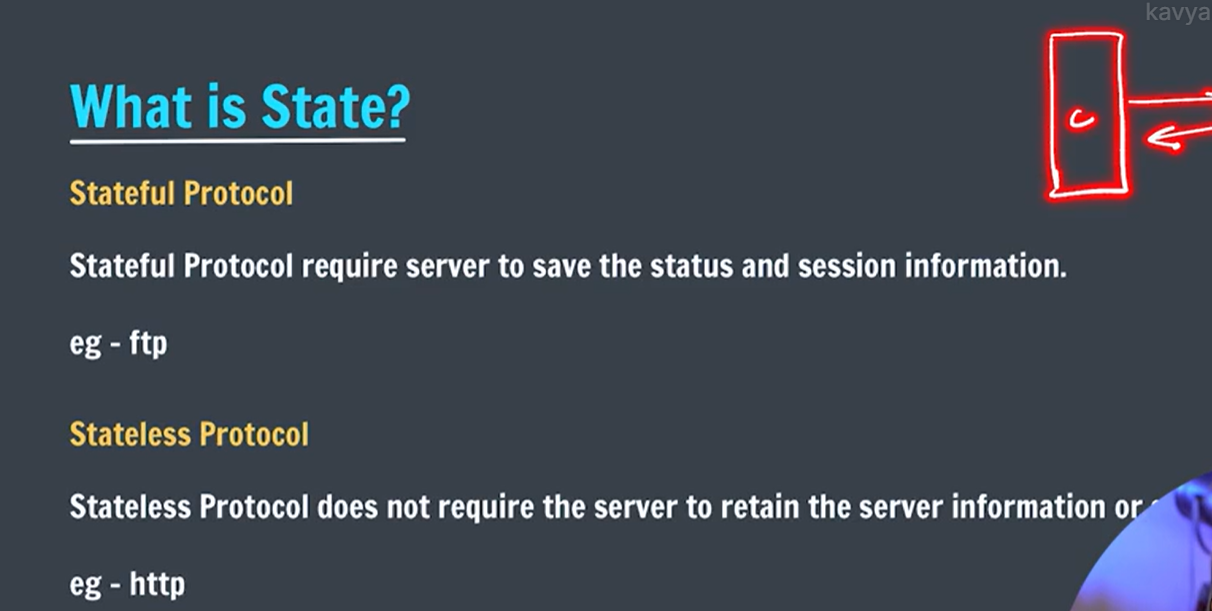 kavya
What is State?
c
Stateful Protocol
Stateful Protocol require server to save the status and session information.
eg - ftp
Stateless Protocol
Stateless Protocol does not require the server to retain the server information or
eg - http